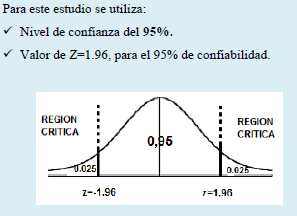 Para este estudio se utiliza:
✓ Nivel de confianza del 95%.
✓ Valor de Z=1.96, para el 95% de confiabilidad.
REGION CRITICA
REGION CRITICA
0,95
0.025
0.025
z=-1.96
r=1,96